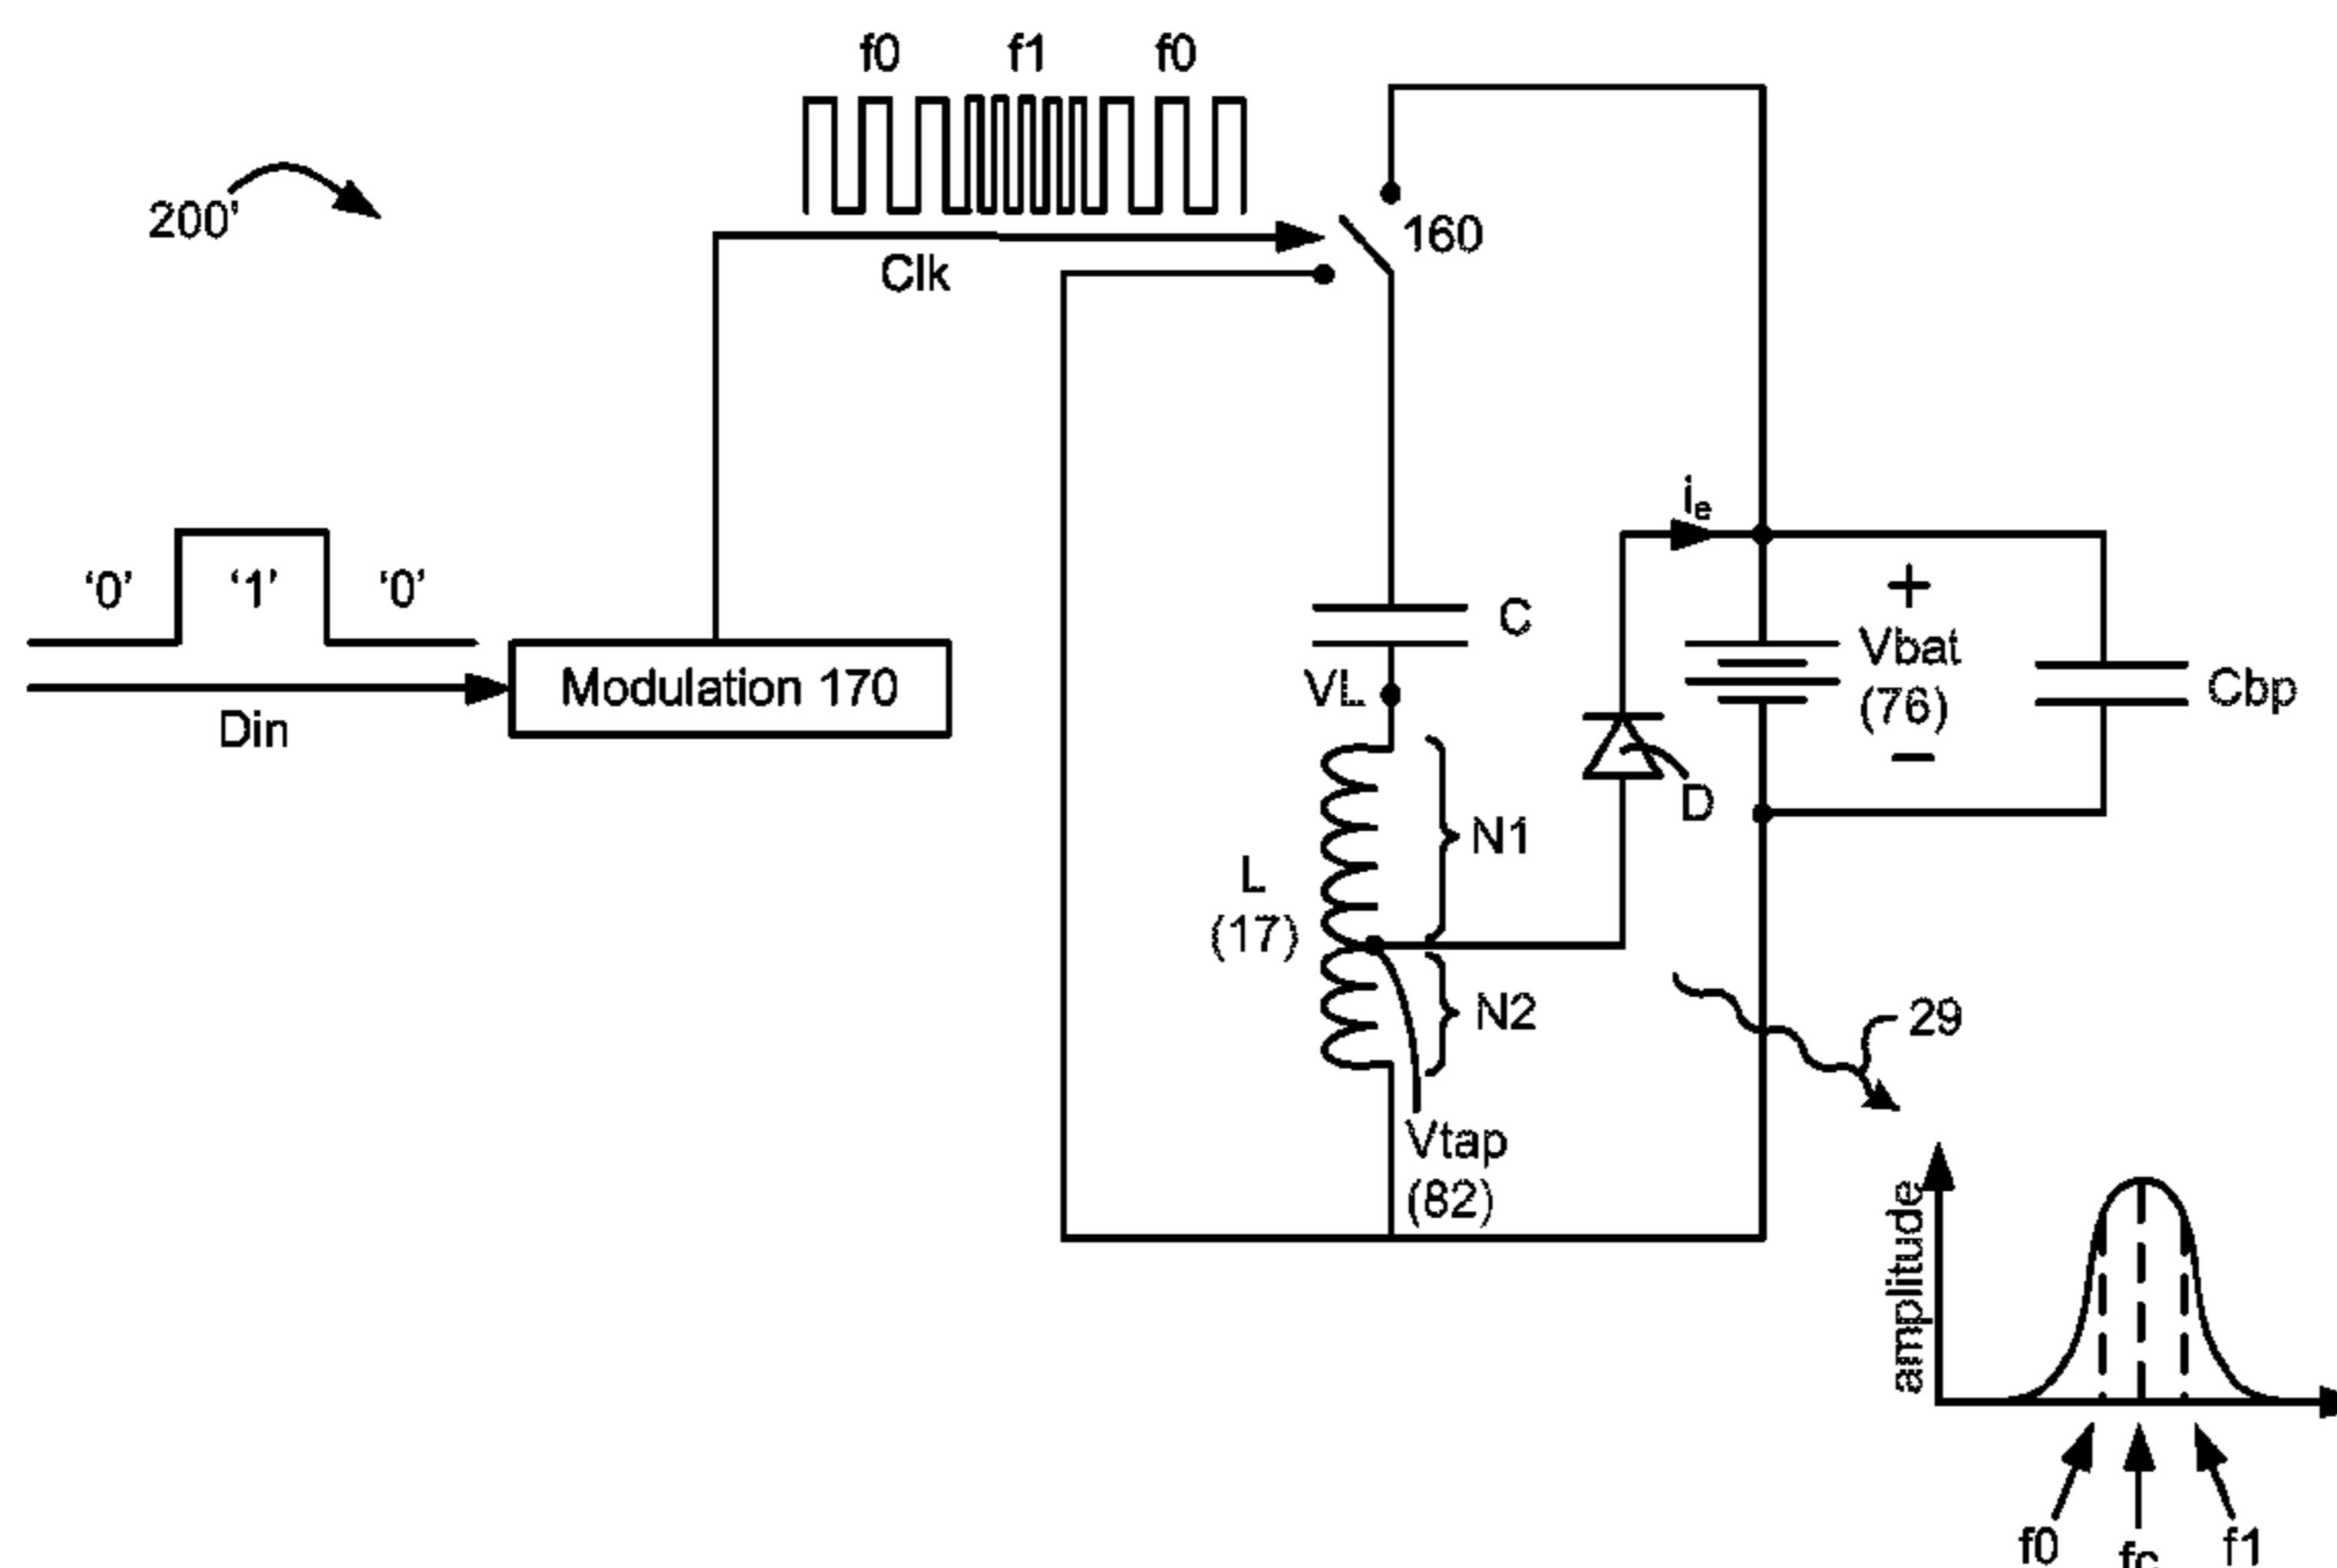 f0 f1 f0
200'
160
Clk
i_e
'0' '1' '0'
+
Vbat
(76)
−
C
Cbp
Modulation 170
VL
Din
D
N1
L
(17)
N2
29
Vtap
(82)
amplitude
f0 fc f1